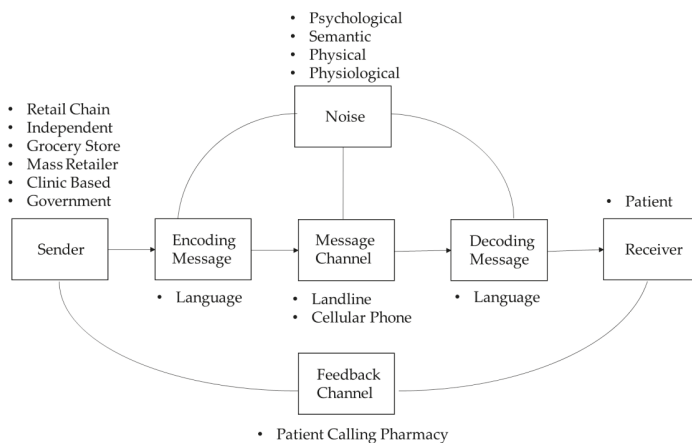 • Psychological
• Semantic
• Physical
• Physiological
Noise
• Retail Chain
• Independent
• Grocery Store
• Mass Retailer
• Clinic Based
• Government
• Patient
Sender
Encoding
Message
Message
Channel
Decoding
Message
Receiver
• Language
• Landline
• Cellular Phone
• Language
Feedback
Channel
• Patient Calling Pharmacy